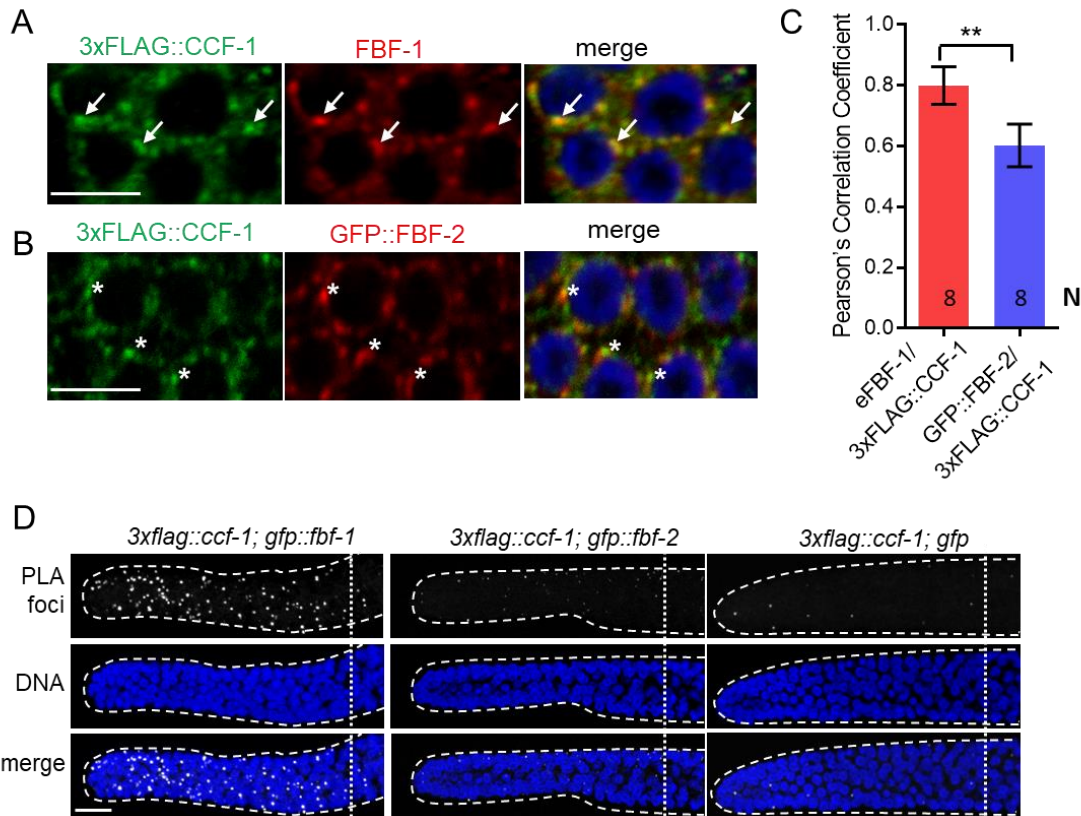 A
3xFLAG::CCF-1
FBF-1
merge
B
3xFLAG::CCF-1
GFP::FBF-2
merge
*
*
*
*
*
*
*
*
*
C
Pearson's Correlation Coefficient
1.0
0.8
0.6
0.4
0.2
0.0
**
8
8
N
eFBF-1/
3xFLAG::CCF-1
GFP::FBF-2/
3xFLAG::CCF-1
D
3xflag::ccf-1; gfp::fbf-1
3xflag::ccf-1; gfp::fbf-2
3xflag::ccf-1; gfp
PLA
foci
DNA
merge